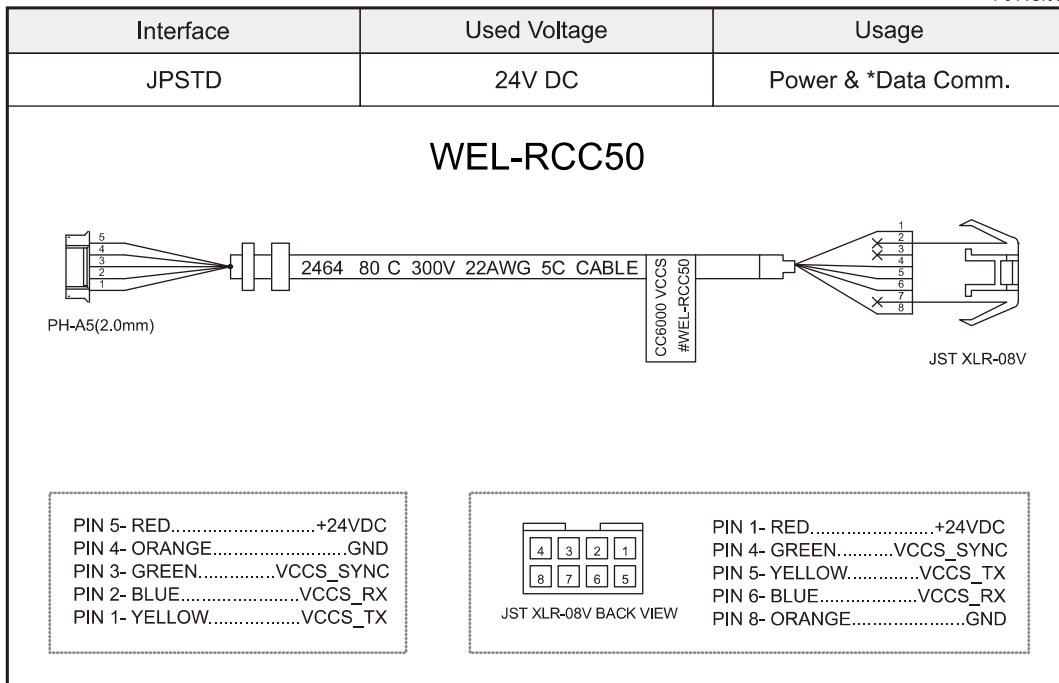 Interface Used Voltage Usage
JPSTD 24V DC Power & *Data Comm.
WEL-RCC50
5
4
3
2
1
PH-A5(2.0mm)
2464 80 C 300V 22AWG 5C CABLE
CC6000 VCCS
#WEL-RCC50
1
2
3
4
5
6
7
8
JST XLR-08V
PIN 5- RED.........................+24VDC
PIN 4- ORANGE.......................GND
PIN 3- GREEN.............VCCS_SYNC
PIN 2- BLUE....................VCCS_RX
PIN 1- YELLOW................VCCS_TX
4 3 2 1
8 7 6 5
JST XLR-08V BACK VIEW
PIN 1- RED......................+24VDC
PIN 4- GREEN..........VCCS_SYNC
PIN 5- YELLOW............VCCS_TX
PIN 6- BLUE.................VCCS_RX
PIN 8- ORANGE....................GND